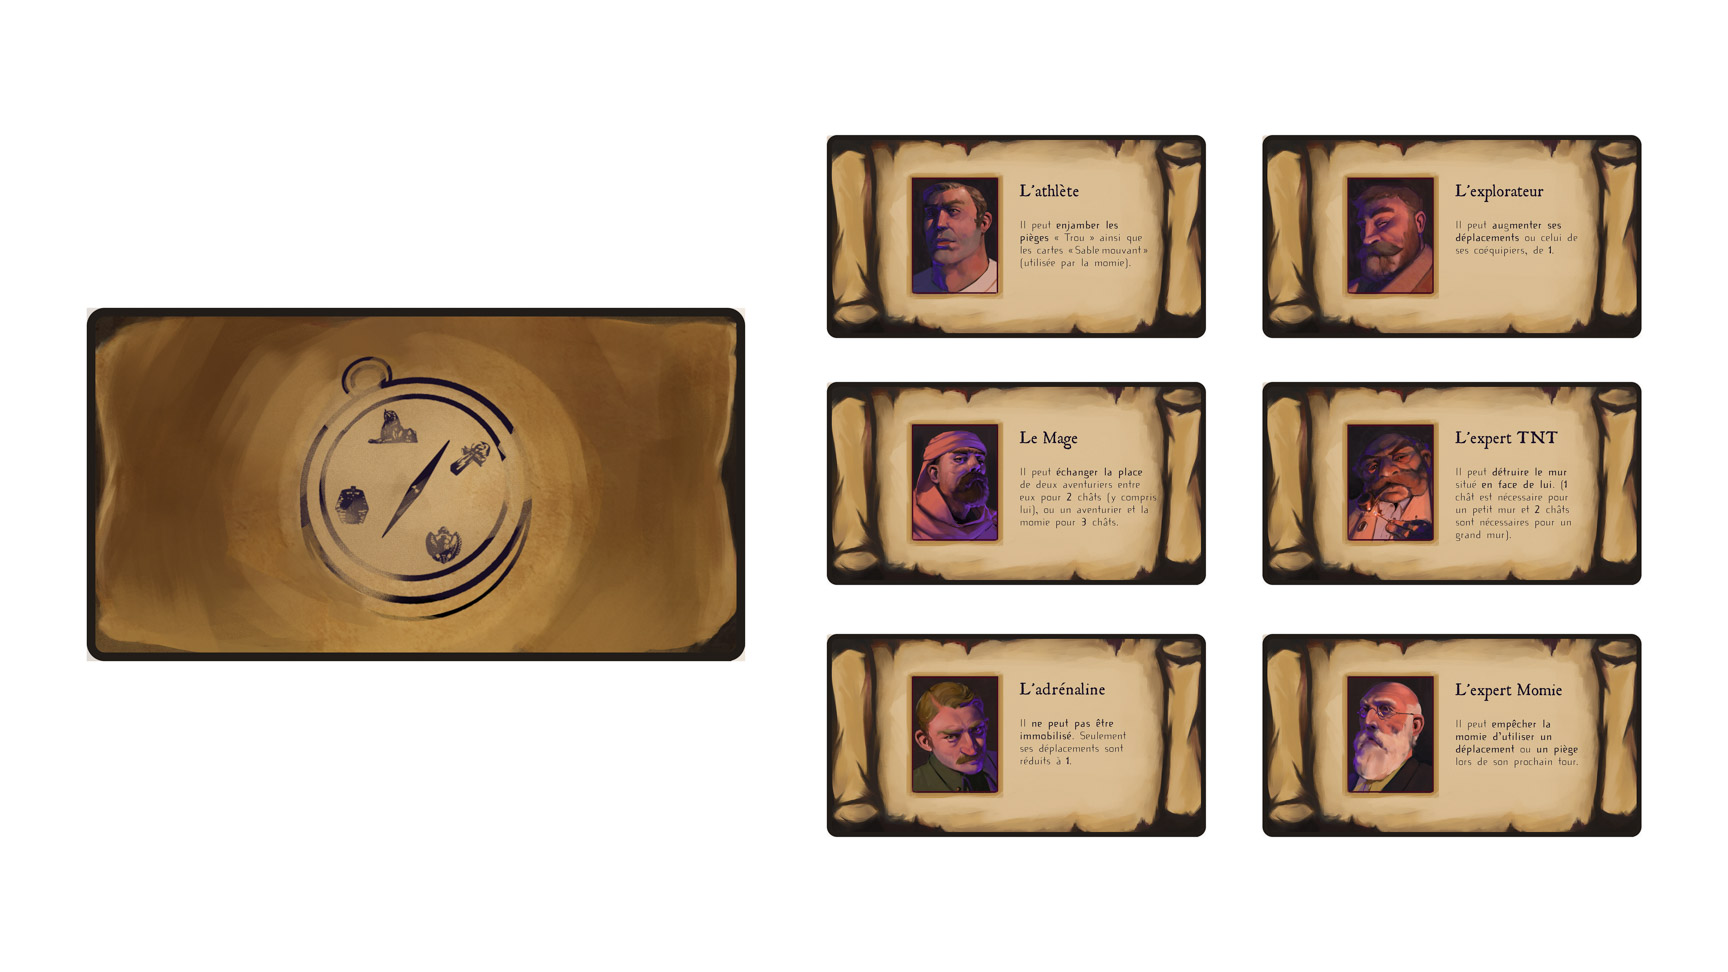 L'athlète
Il peut enjamber les
pièges « Trou » ainsi que
les cartes «Sable mouvant»
(utilisée par la momie).
L'explorateur
Il peut augmenter ses
déplacements ou celui de
ses coéquipiers, de 1.
Le Mage
Il peut échanger la place
de deux aventuriers entre
eux pour 2 châts (y compris
lui), ou un aventurier et la
momie pour 3 châts.
L'expert TNT
Il peut détruire le mur
situé en face de lui. (1
chât est nécessaire pour
un petit mur et 2 châts
sont nécessaires pour un
grand mur).
L'adrénaline
Il ne peut pas être
immobilisé. Seulement
ses déplacements sont
réduits à 1.
L'expert Momie
Il peut empêcher la
momie d'utiliser un
déplacement ou un piège
lors de son prochain tour.